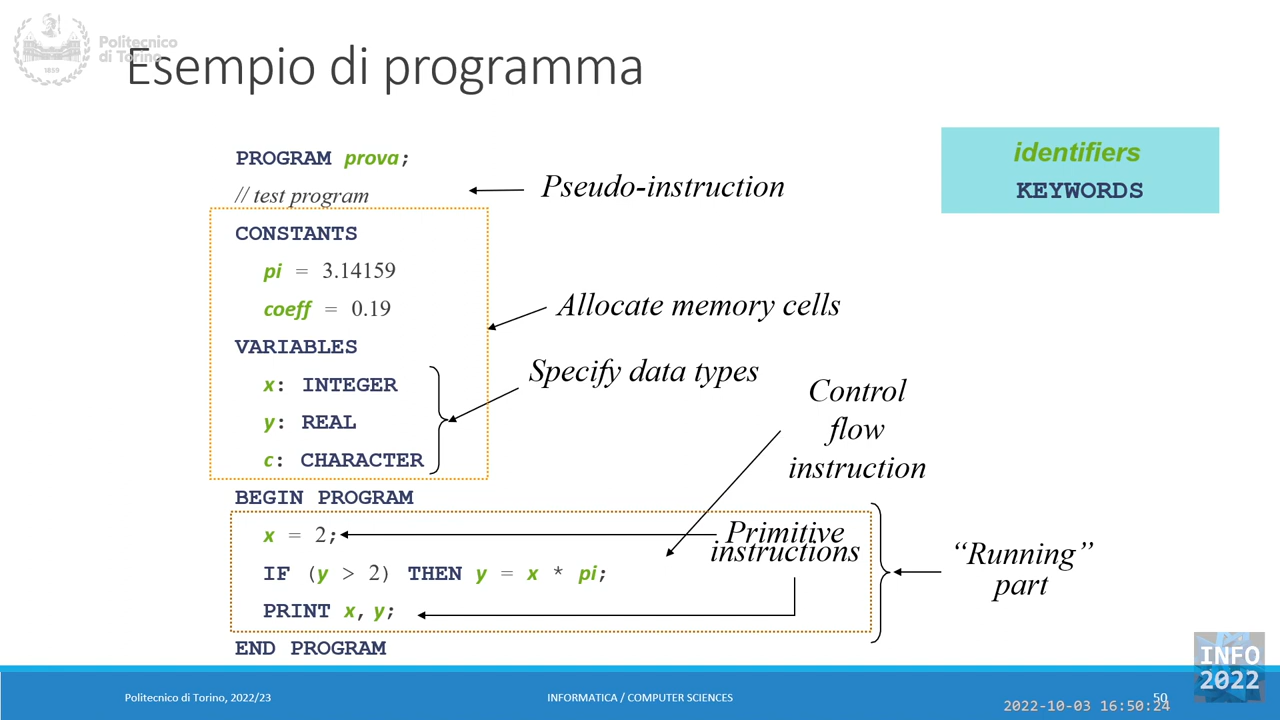 Politecnico
di Torino
1859
Esempio di programma
identifiers
KEYWORDS
PROGRAM prova;
// test program
Pseudo-instruction
CONSTANTS
pi = 3.14159
coeff = 0.19
Allocate memory cells
VARIABLES
x: INTEGER
y: REAL
c: CHARACTER
Specify data types
Control
flow
instruction
BEGIN PROGRAM
x = 2;
IF (y > 2) THEN y = x * pi;
PRINT x, y;
END PROGRAM
Primitive
instructions
“Running”
part
Politecnico di Torino, 2022/23
INFORMATICA / COMPUTER SCIENCES
50
INFO
2022
2022-10-03 16:50:24